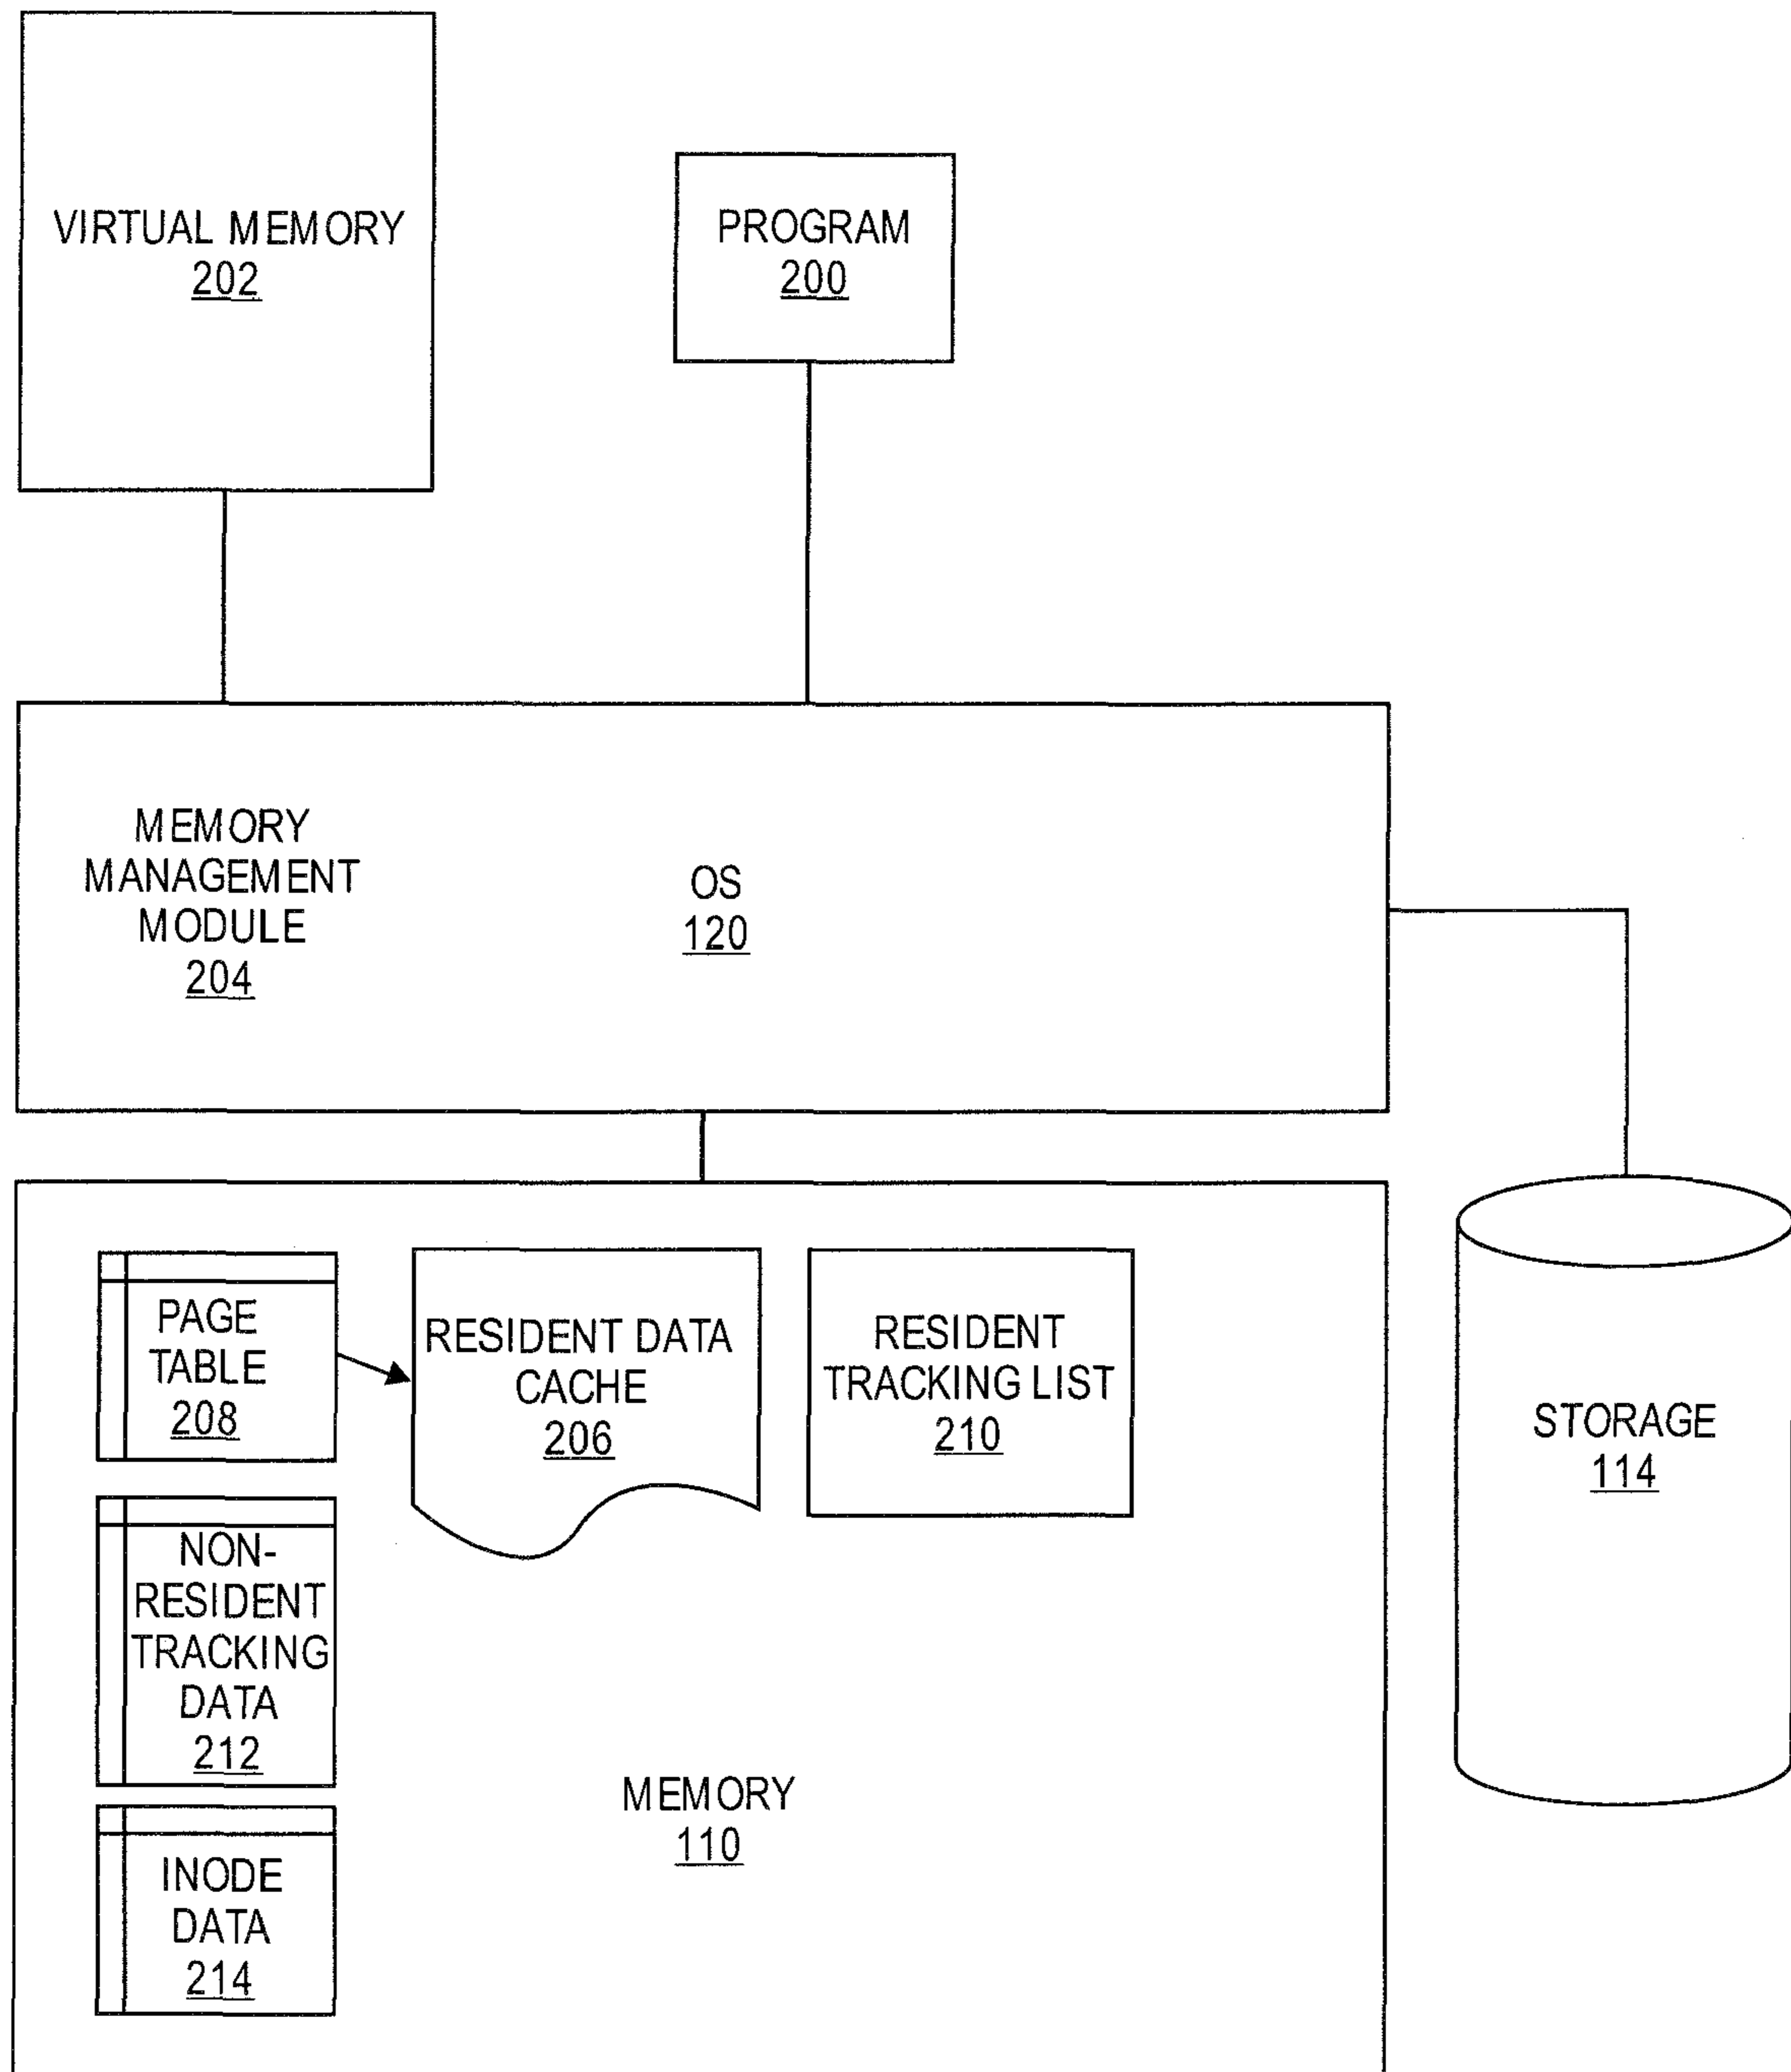 VIRTUAL MEMORY
202
PROGRAM
200
MEMORY
MANAGEMENT
MODULE
204
OS
120
PAGE
TABLE
208
RESIDENT DATA
CACHE
206
RESIDENT
TRACKING LIST
210
STORAGE
114
NON-
RESIDENT
TRACKING
DATA
212
MEMORY
110
INODE
DATA
214